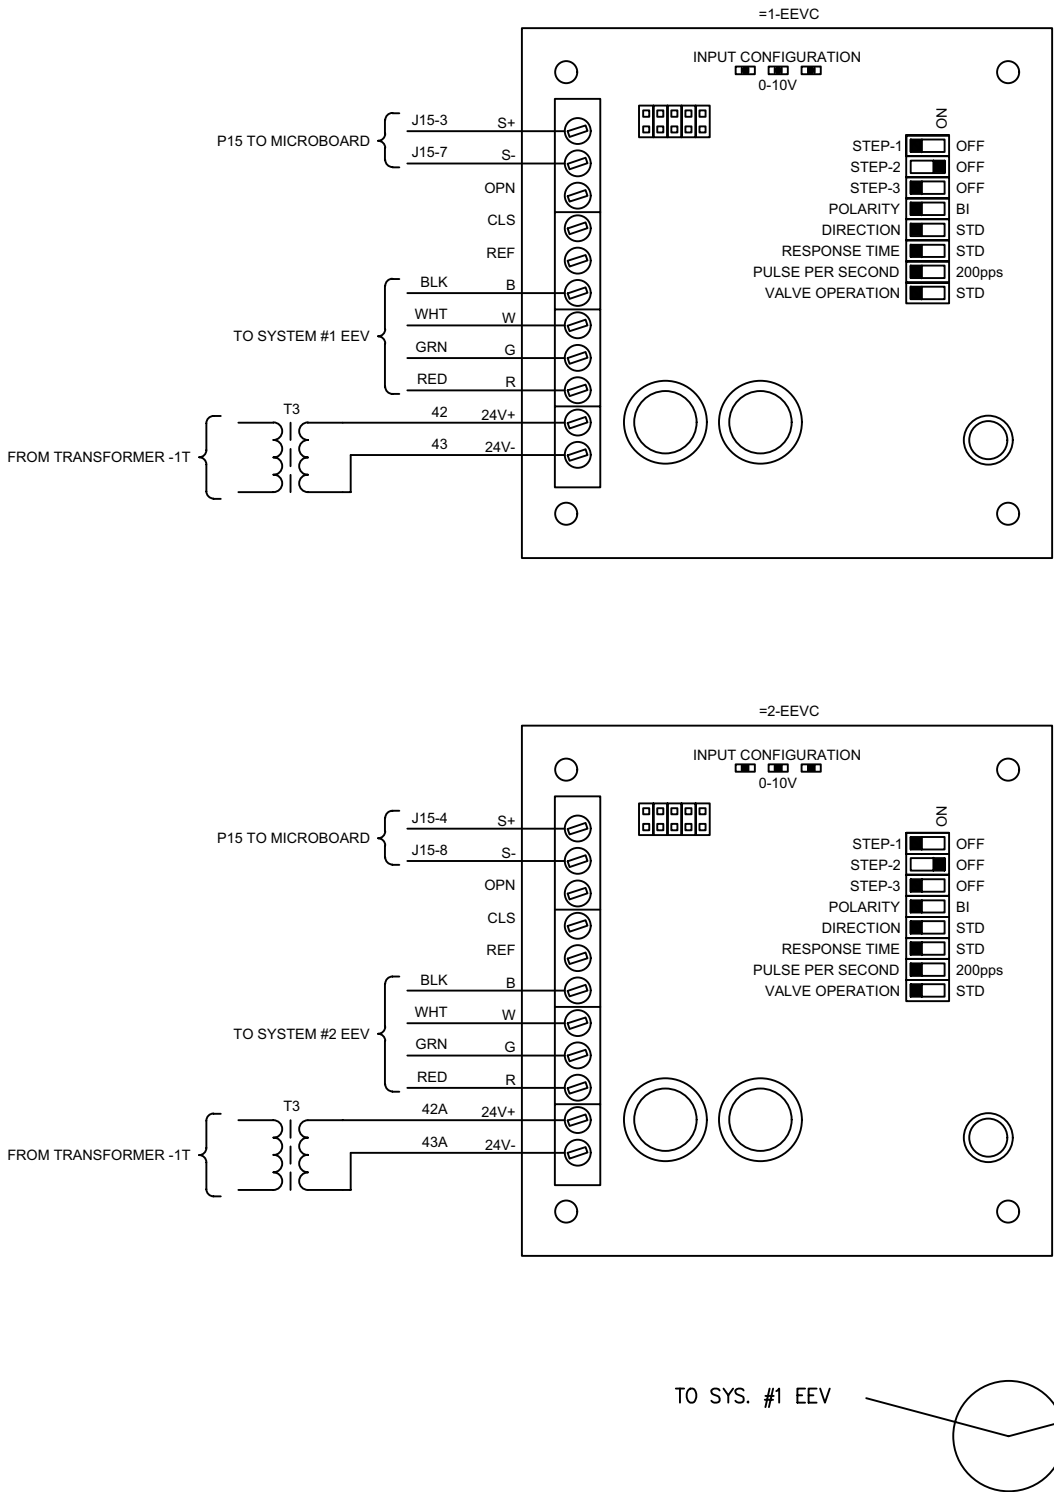 =1-EEVC
INPUT CONFIGURATION
0-10V
ON
P15 TO MICROBOARD
J15-3 S+
J15-7 S-
OPN
CLS
REF
TO SYSTEM #1 EEV
BLK B
WHT W
GRN G
RED R
STEP-1 OFF
STEP-2 OFF
STEP-3 OFF
POLARITY BI
DIRECTION STD
RESPONSE TIME STD
PULSE PER SECOND 200pps
VALVE OPERATION STD
T3
42 24V+
43 24V-
FROM TRANSFORMER -1T
=2-EEVC
INPUT CONFIGURATION
0-10V
ON
P15 TO MICROBOARD
J15-4 S+
J15-8 S-
OPN
CLS
REF
TO SYSTEM #2 EEV
BLK B
WHT W
GRN G
RED R
STEP-1 OFF
STEP-2 OFF
STEP-3 OFF
POLARITY BI
DIRECTION STD
RESPONSE TIME STD
PULSE PER SECOND 200pps
VALVE OPERATION STD
T3
42A 24V+
43A 24V-
FROM TRANSFORMER -1T
TO SYS. #1 EEV